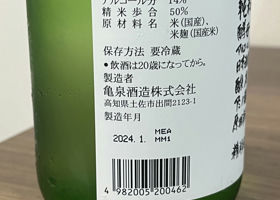 アルコール分 14%
精米歩合 50%
原材料名 米(国産)、
米麹(国産米)
保存方法 要冷蔵
•飲酒は20歳になってから。
製造者
亀泉酒造株式会社
高知県土佐市出間2123-1
製造年月
2024. 1. MEA
MM1
4 982005 200462